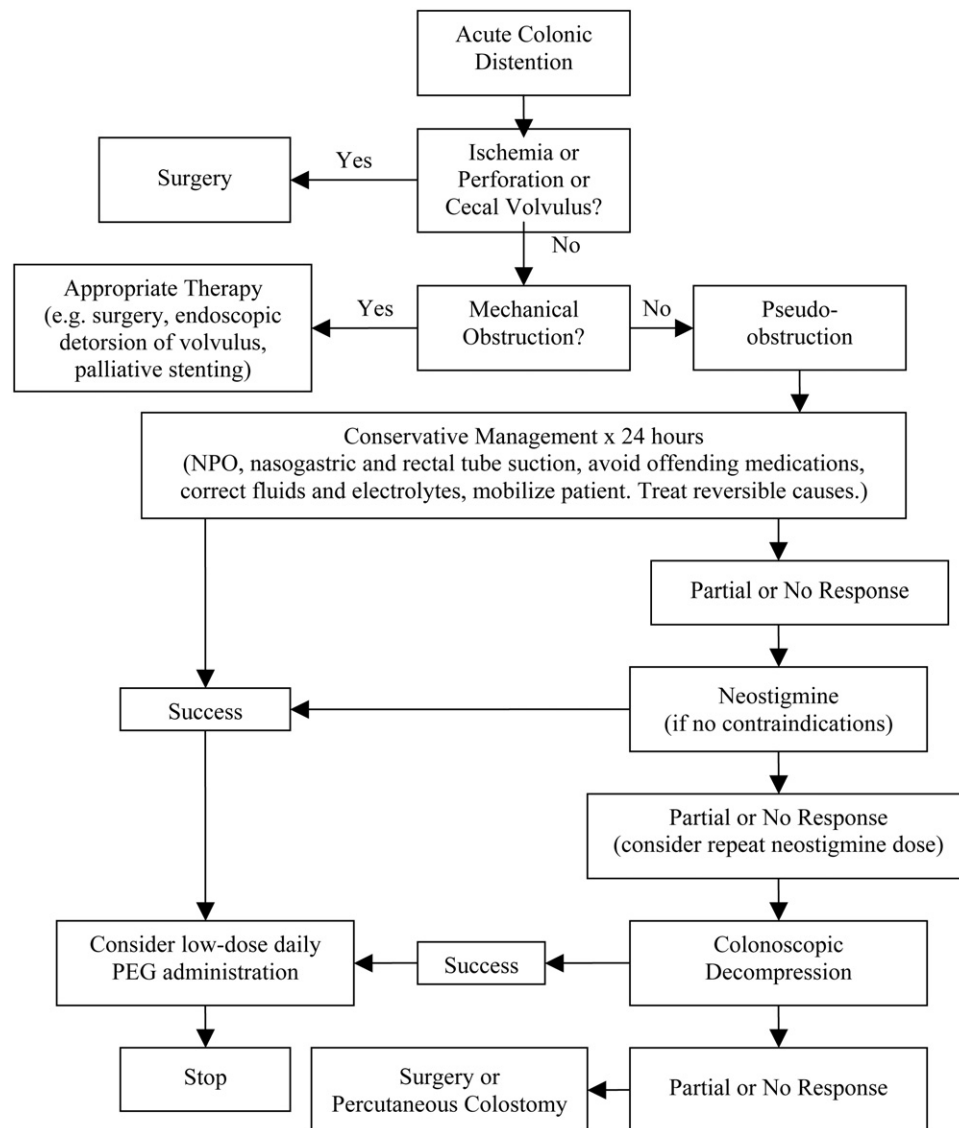 Acute Colonic
Distention
Yes
Surgery
Ischemia or
Perforation or
Cecal Volvulus?
No
Appropriate Therapy
(e.g. surgery, endoscopic
detorsion of volvulus,
palliative stenting)
Yes
Mechanical
Obstruction?
No
Pseudo-
obstruction
Conservative Management x 24 hours
(NPO, nasogastric and rectal tube suction, avoid offending medications,
correct fluids and electrolytes, mobilize patient. Treat reversible causes.)
Partial or No Response
Success
Neostigmine
(if no contraindications)
Partial or No Response
(consider repeat neostigmine dose)
Consider low-dose daily
PEG administration
Success
Colonoscopic
Decompression
Stop
Surgery or
Percutaneous Colostomy
Partial or No Response